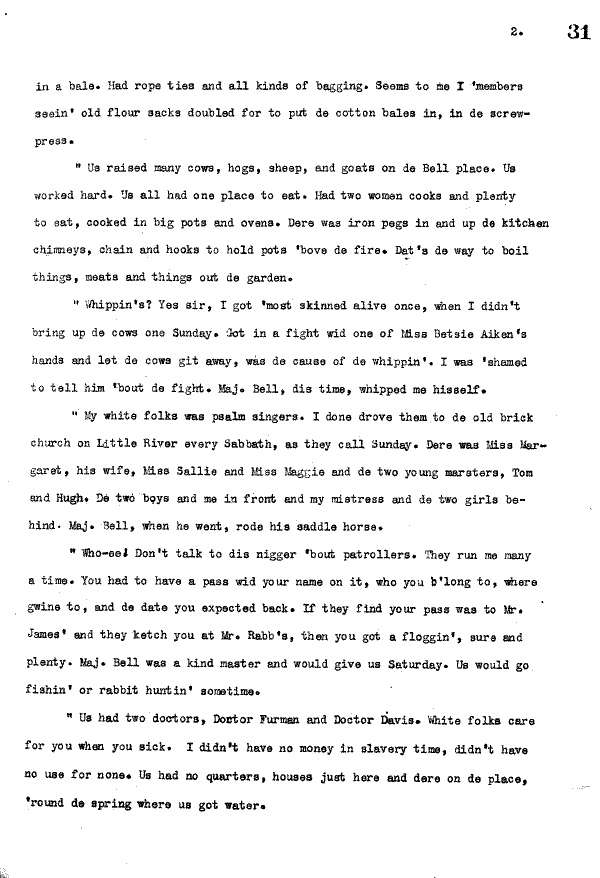 2. 31
in a bale. Had rope ties and all kinds of bagging. Seems to me I 'members
seein' old flour sacks doubled for to put de cotton bales in, in de screw-
press.
" Us raised many cows, hogs, sheep, and goats on de Bell place. Us
worked hard. Us all had one place to eat. Had two women cooks and plenty
to eat, cooked in big pots and ovens. Dere was iron pegs in and up de kitchen
chimneys, chain and hooks to hold pots 'bove de fire. Dat's de way to boil
things, meats and things out de garden.
" Whippin's? Yes sir, I got 'most skinned alive once, when I didn't
bring up de cows one Sunday. Got in a fight wid one of Miss Betsie Aiken's
hands and let de cows git away, was de cause of de whippin'. I was 'shamed
to tell him 'bout de fight. Maj. Bell, dis time, whipped me hisself.
" My white folks was psalm singers. I done drove them to de old brick
church on Little River every Sabbath, as they call Sunday. Dere was Miss Mar-
garet, his wife, Miss Sallie and Miss Maggie and de two young marsters, Tom
and Hugh. De two boys and me in front and my mistress and de two girls be-
hind. Maj. Bell, when he went, rode his saddle horse.
" Who-ee! Don't talk to dis nigger 'bout patrollers. They run me many
a time. You had to have a pass wid your name on it, who you b'long to, where
gwine to, and de date you expected back. If they find your pass was to Mr.
James' and they ketch you at Mr. Rabb's, then you got a floggin', sure and
plenty. Maj. Bell was a kind master and would give us Saturday. Us would go
fishin' or rabbit huntin' sometime.
" Us had two doctors, Doctor Furman and Doctor Davis. White folks care
for you when you sick. I didn't have no money in slavery time, didn't have
no use for none. Us had no quarters, houses just here and dere on de place,
'round de spring where us got water.